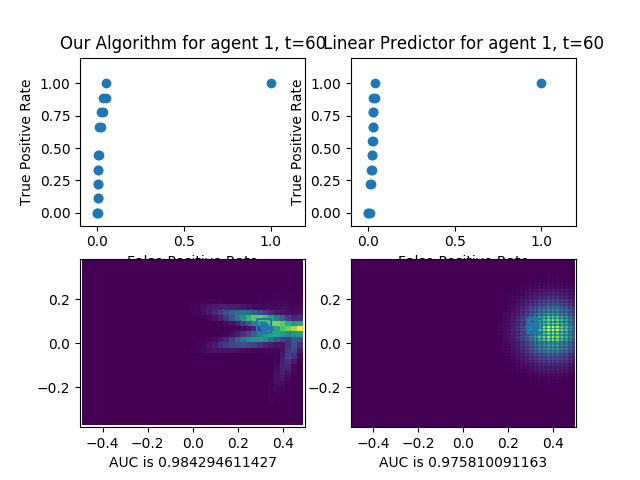 Our Algorithm for agent 1, t=60
Linear Predictor for agent 1, t=60
True Positive Rate
1.00
0.75
0.50
0.25
0.00
0.0 0.5 1.0
False Positive Rate
True Positive Rate
1.00
0.75
0.50
0.25
0.00
0.0 0.5 1.0
False Positive Rate
0.2
0.0
−0.2
−0.4 −0.2 0.0 0.2 0.4
AUC is 0.984294611427
0.2
0.0
−0.2
−0.4 −0.2 0.0 0.2 0.4
AUC is 0.975810091163